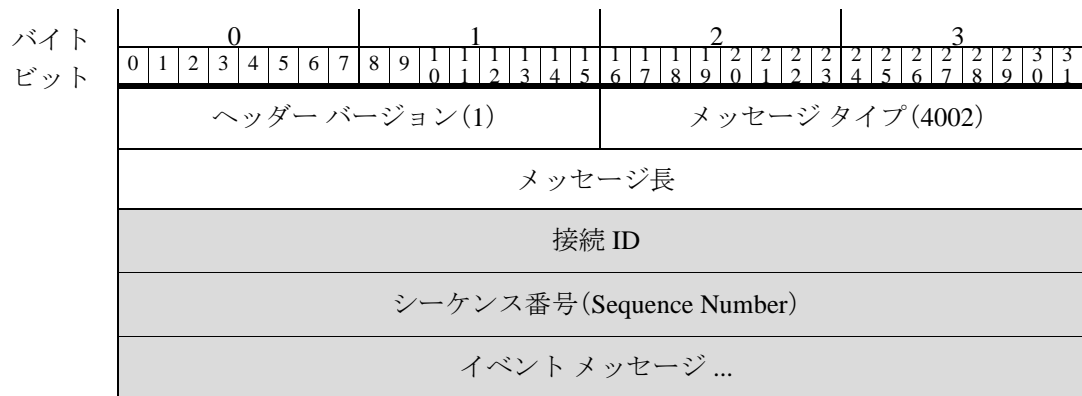 バイト 0 1 2 3
ビット 0 1 2 3 4 5 6 7 8 9 10 11 12 13 14 15 16 17 18 19 20 21 22 23 24 25 26 27 28 29 30 31
ヘッダー バージョン(1) メッセージ タイプ(4002)
メッセージ長
接続 ID
シーケンス番号(Sequence Number)
イベント メッセージ ...